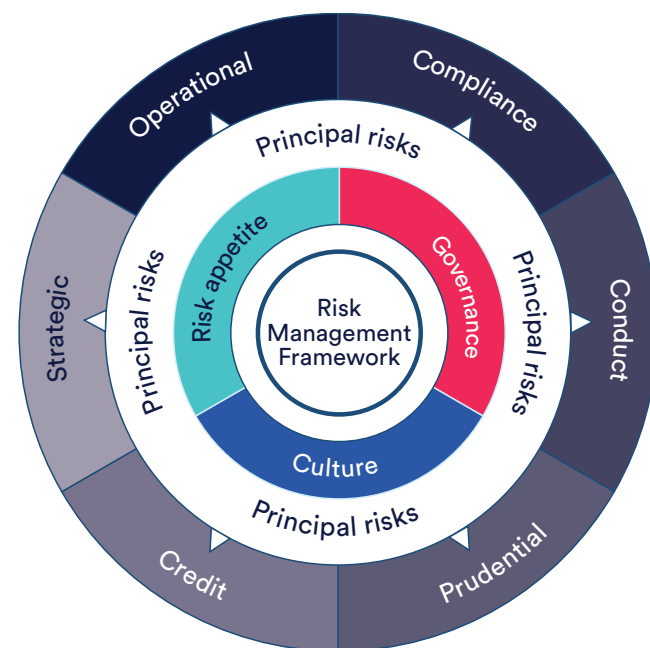 Operational
Compliance
Conduct
Prudential
Credit
Strategic
Principal risks
Principal risks
Principal risks
Principal risks
Risk appetite
Governance
Culture
Risk
Management
Framework